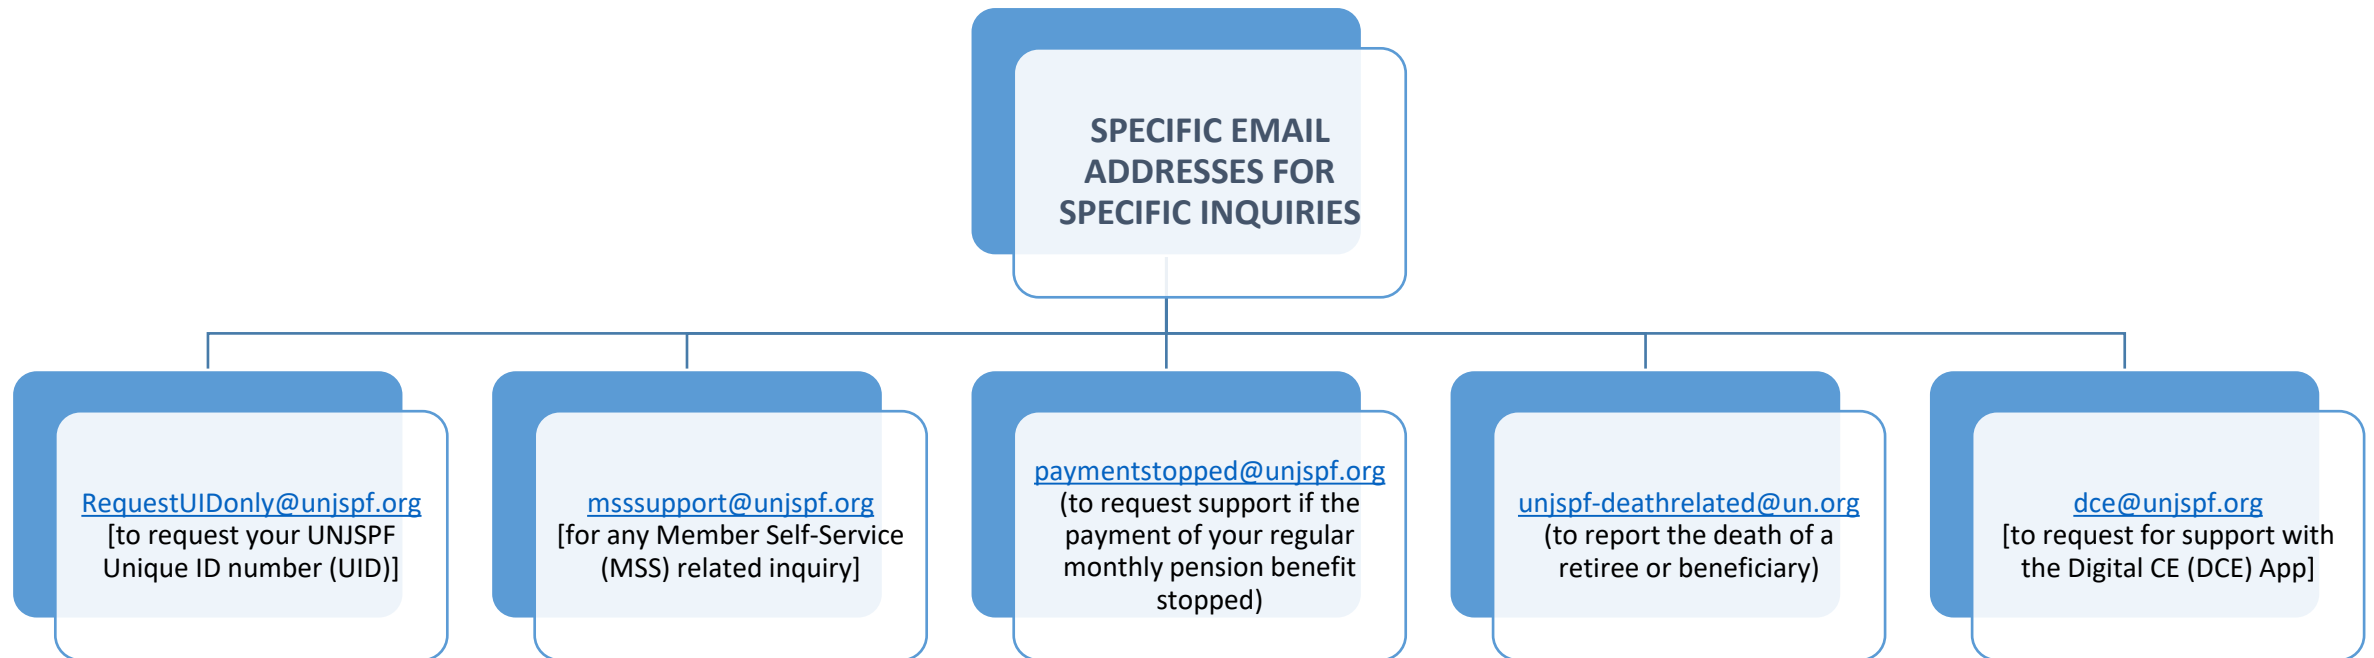 SPECIFIC EMAIL
ADDRESSES FOR
SPECIFIC INQUIRIES
RequestUIDonly@unjspf.org
[to request your UNJSPF
Unique ID number (UID)]
msssupport@unjspf.org
[for any Member Self-Service
(MSS) related inquiry]
paymentstopped@unjspf.org
(to request support if the
payment of your regular
monthly pension benefit
stopped)
unjspf-deathrelated@un.org
(to report the death of a
retiree or beneficiary)
dce@unjspf.org
[to request for support with
the Digital CE (DCE) App]